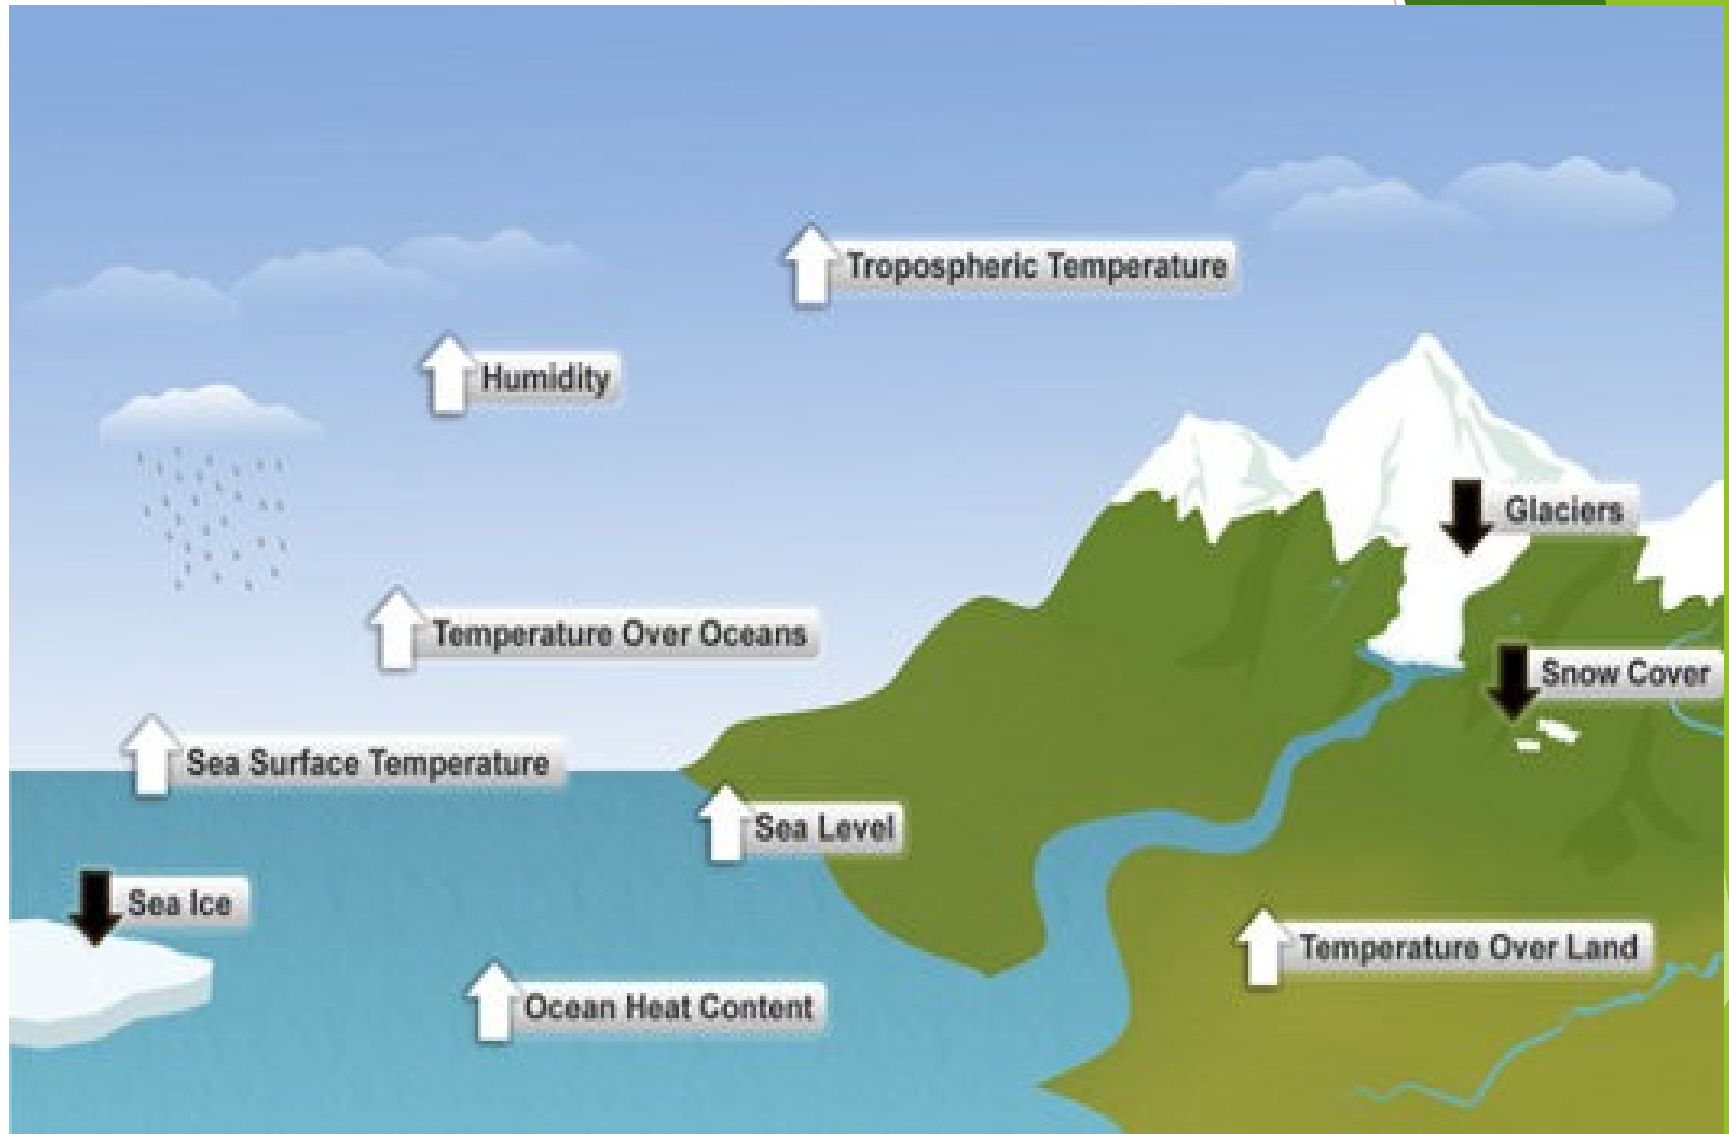 Tropospheric Temperature
Humidity
Glaciers
Temperature Over Oceans
Snow Cover
Sea Surface Temperature
Sea Level
Sea Ice
Temperature Over Land
Ocean Heat Content